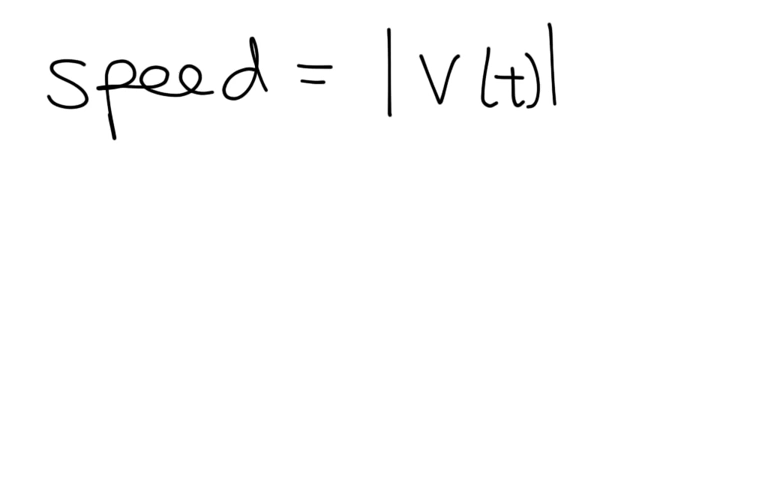 speed = |v(t)|